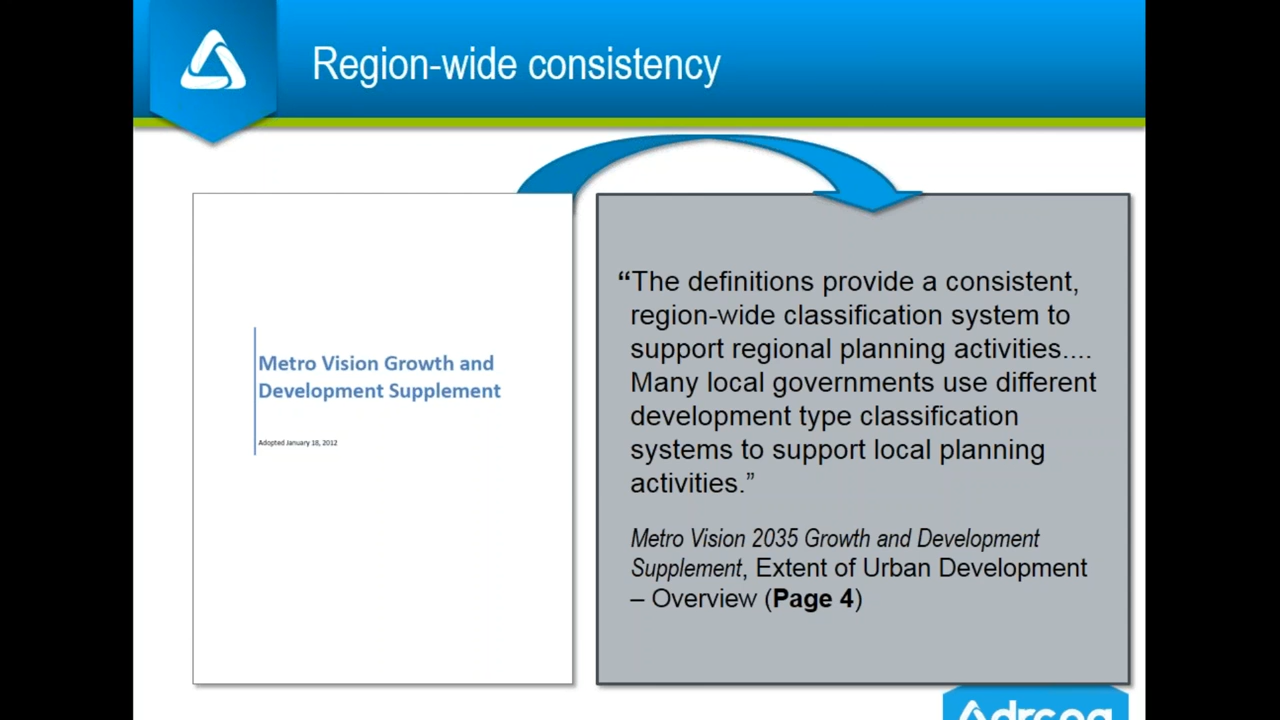 Region-wide consistency
Metro Vision Growth and
Development Supplement
Adopted January 18, 2012
“The definitions provide a consistent,
region-wide classification system to
support regional planning activities....
Many local governments use different
development type classification
systems to support local planning
activities.”
Metro Vision 2035 Growth and Development
Supplement, Extent of Urban Development
– Overview (Page 4)
drcog